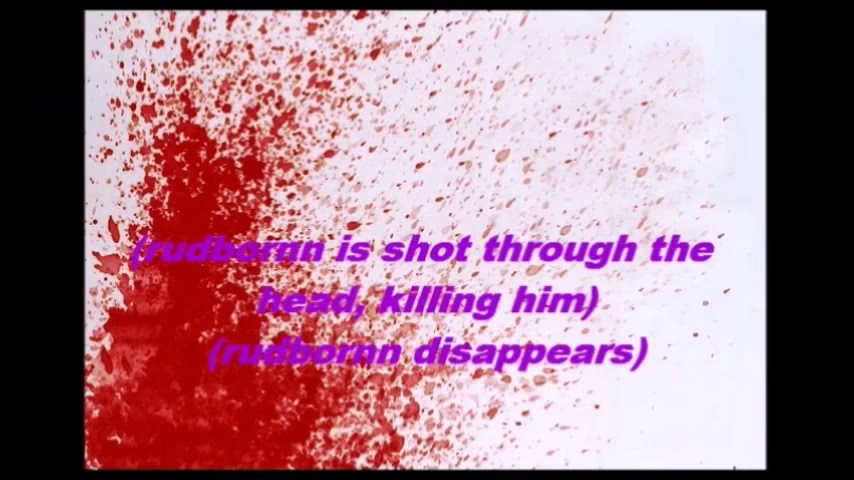 (rudbornn is shot through the
head, killing him)
(rudbornn disappears)